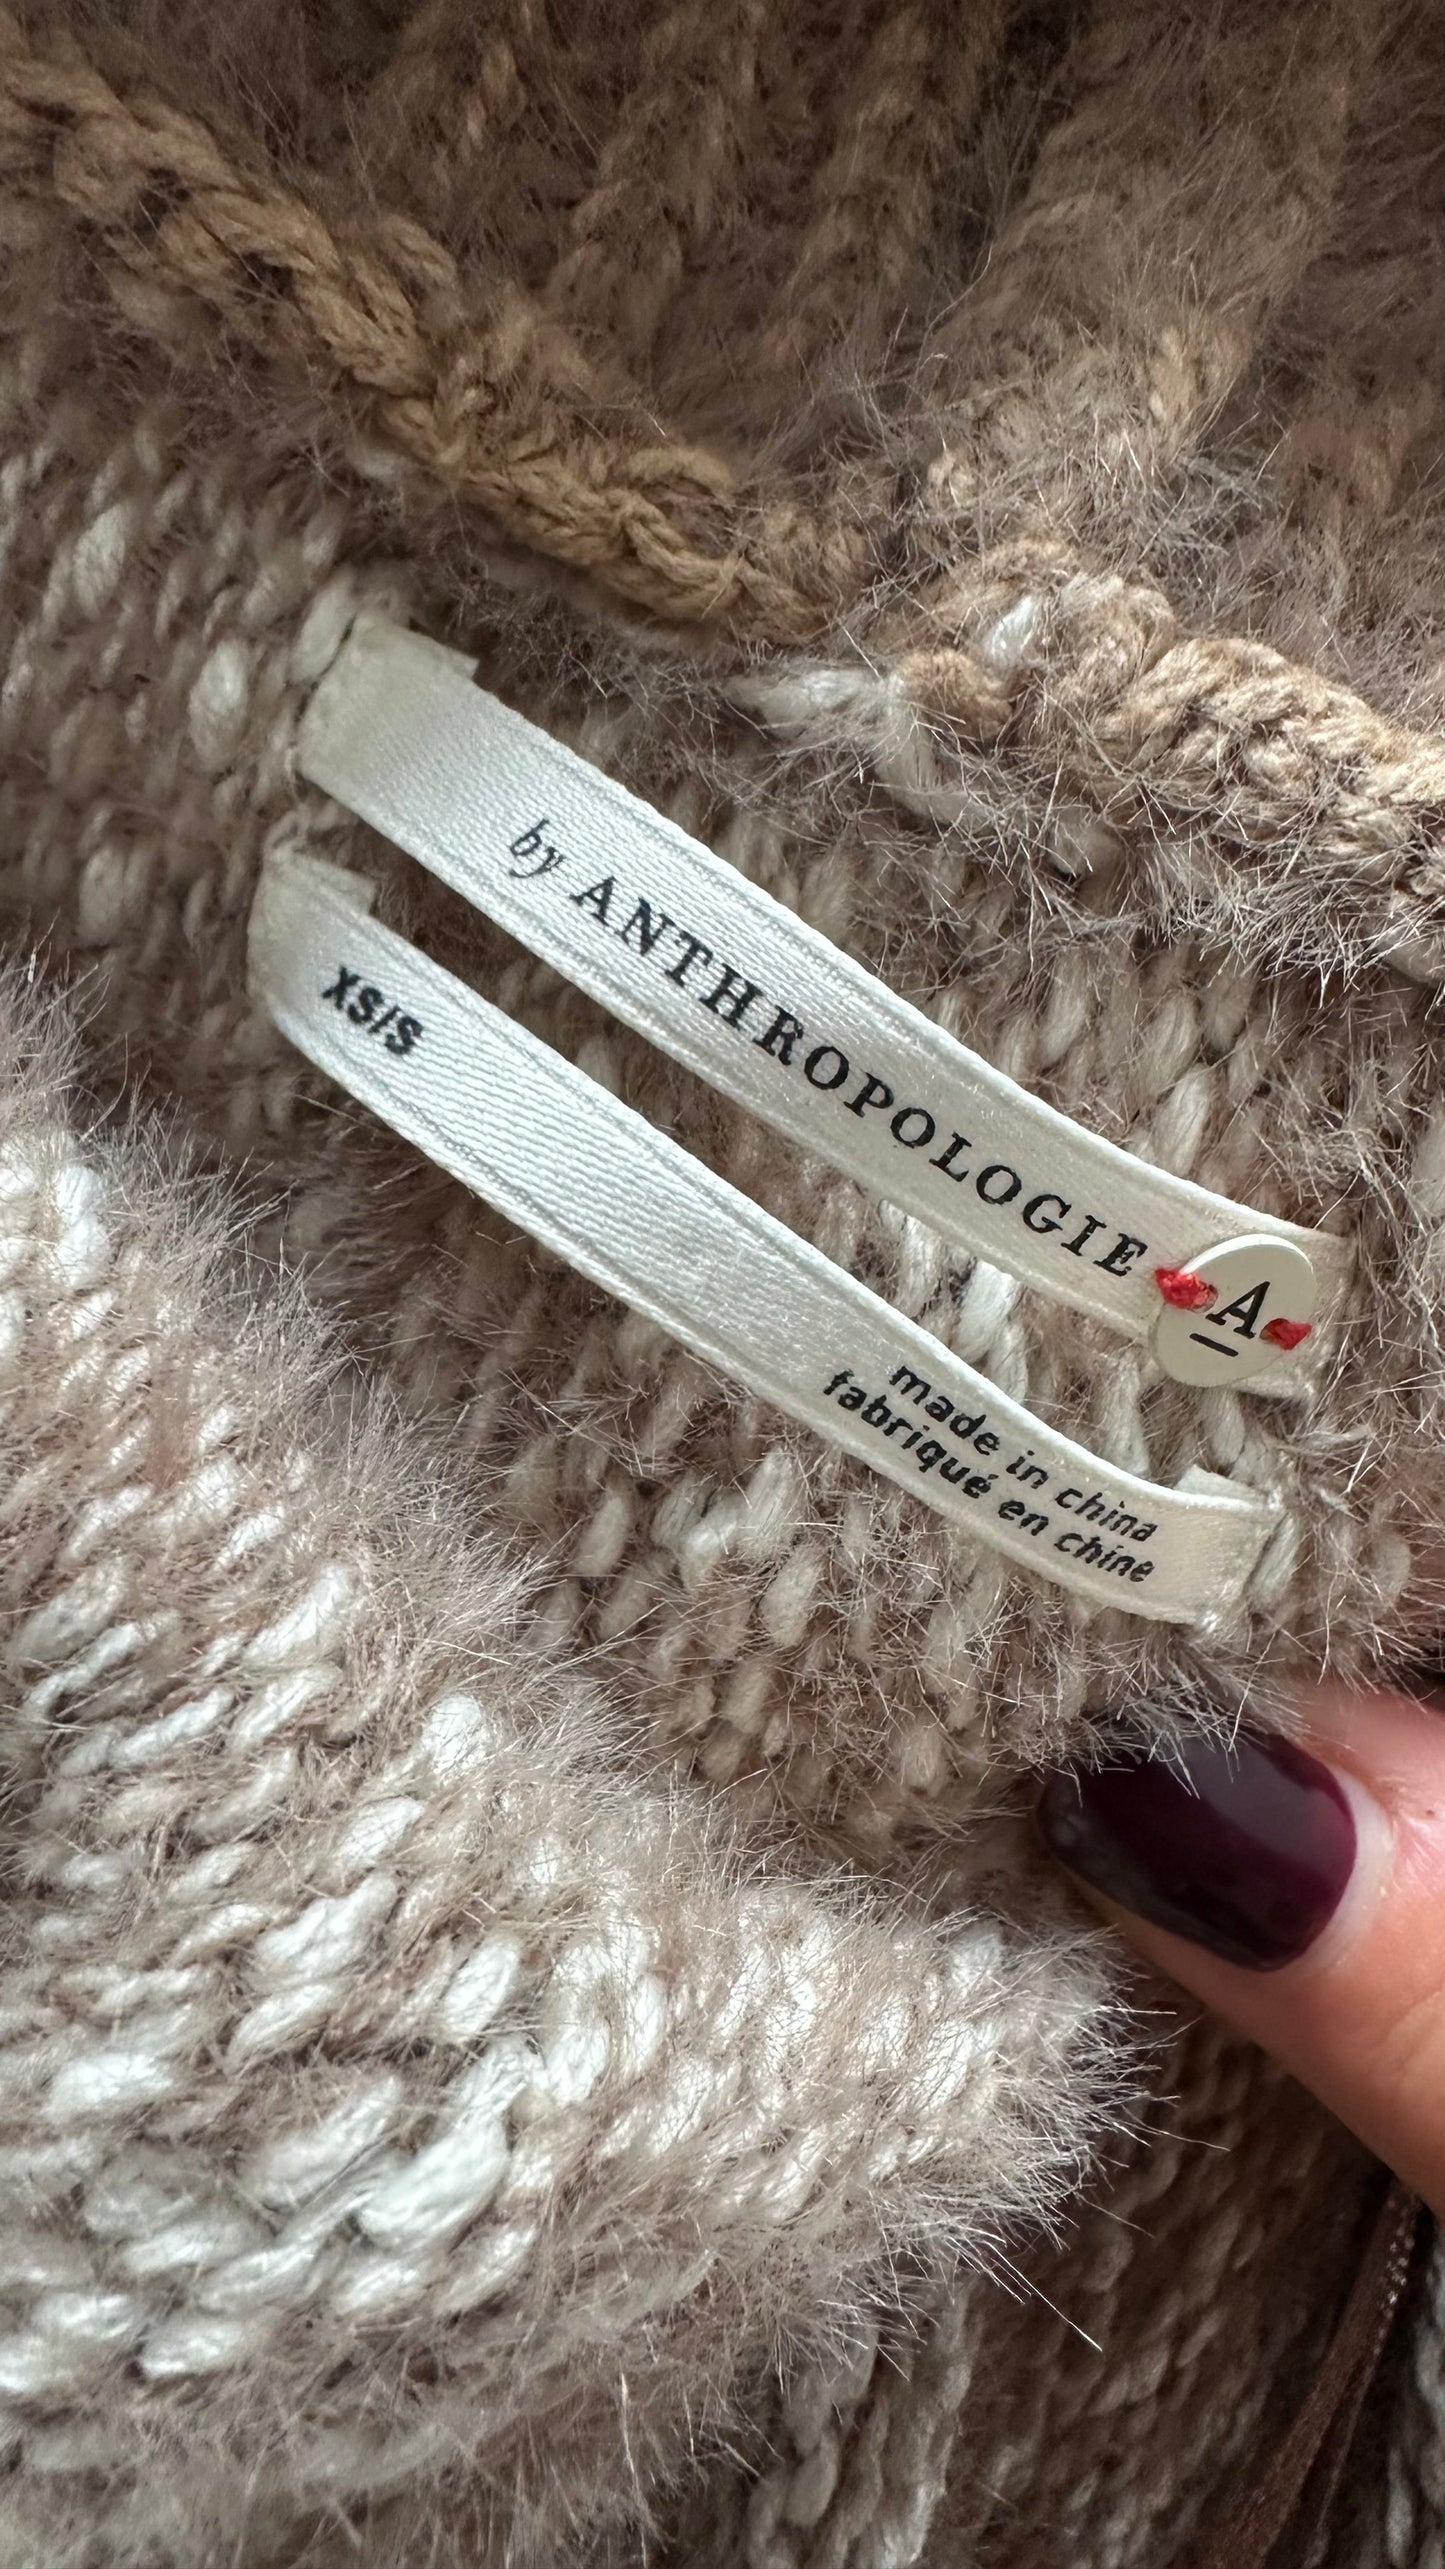 by ANTHROPOLOGIE
A
XS/S
made in china
fabriqué en chine